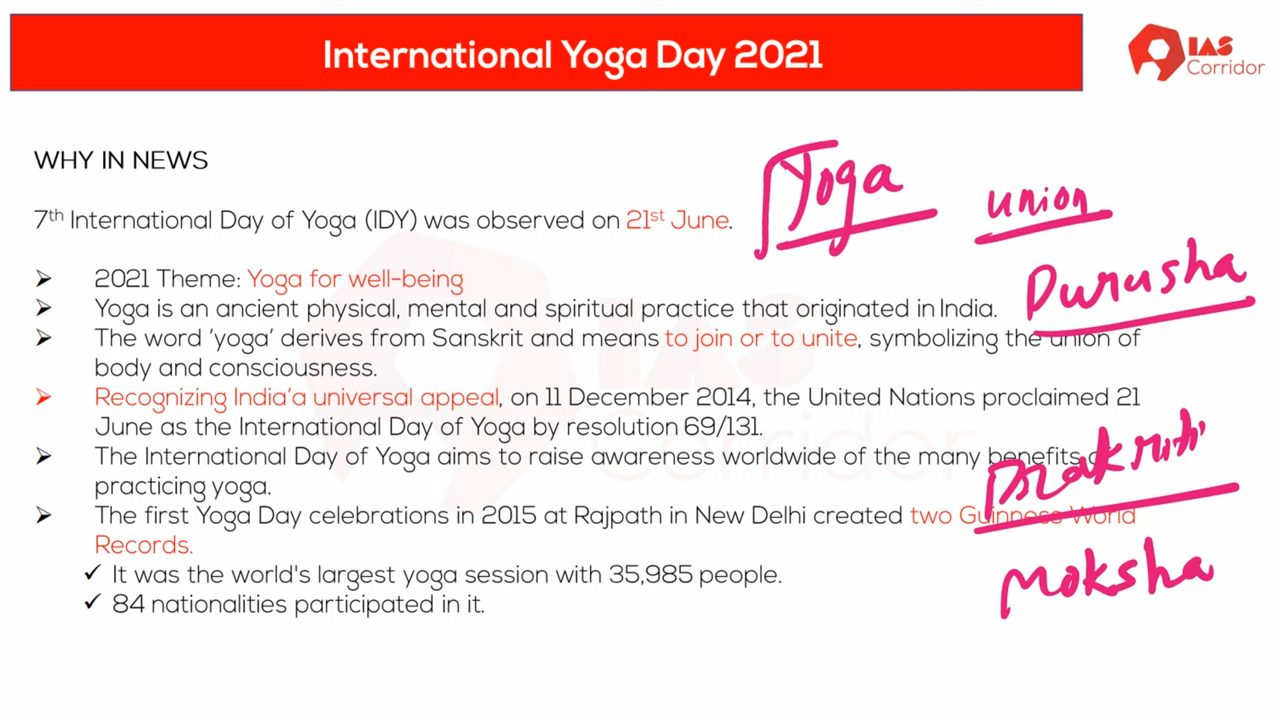 International Yoga Day 2021
IAS
Corridor
WHY IN NEWS
7th International Day of Yoga (IDY) was observed on 21st June.
Yoga
union
Purusha
➤ 2021 Theme: Yoga for well-being
➤ Yoga is an ancient physical, mental and spiritual practice that originated in India.
➤ The word ‘yoga’ derives from Sanskrit and means to join or to unite, symbolizing the union of
body and consciousness.
➤ Recognizing India’a universal appeal, on 11 December 2014, the United Nations proclaimed 21
June as the International Day of Yoga by resolution 69/131.
➤ The International Day of Yoga aims to raise awareness worldwide of the many benefits of
practicing yoga.
Prakriti
➤ The first Yoga Day celebrations in 2015 at Rajpath in New Delhi created two Guinness World
Records.
✓ It was the world's largest yoga session with 35,985 people.
✓ 84 nationalities participated in it.
Moksha
IAS
Corridor